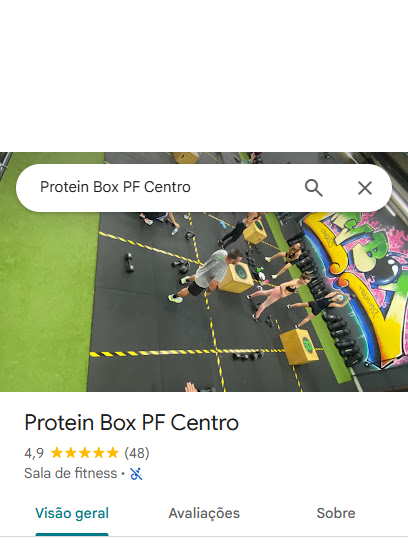 Protein Box PF Centro
Protein Box PF Centro
4,9 (48)
Sala de fitness ·
Visão geral
Avaliações
Sobre